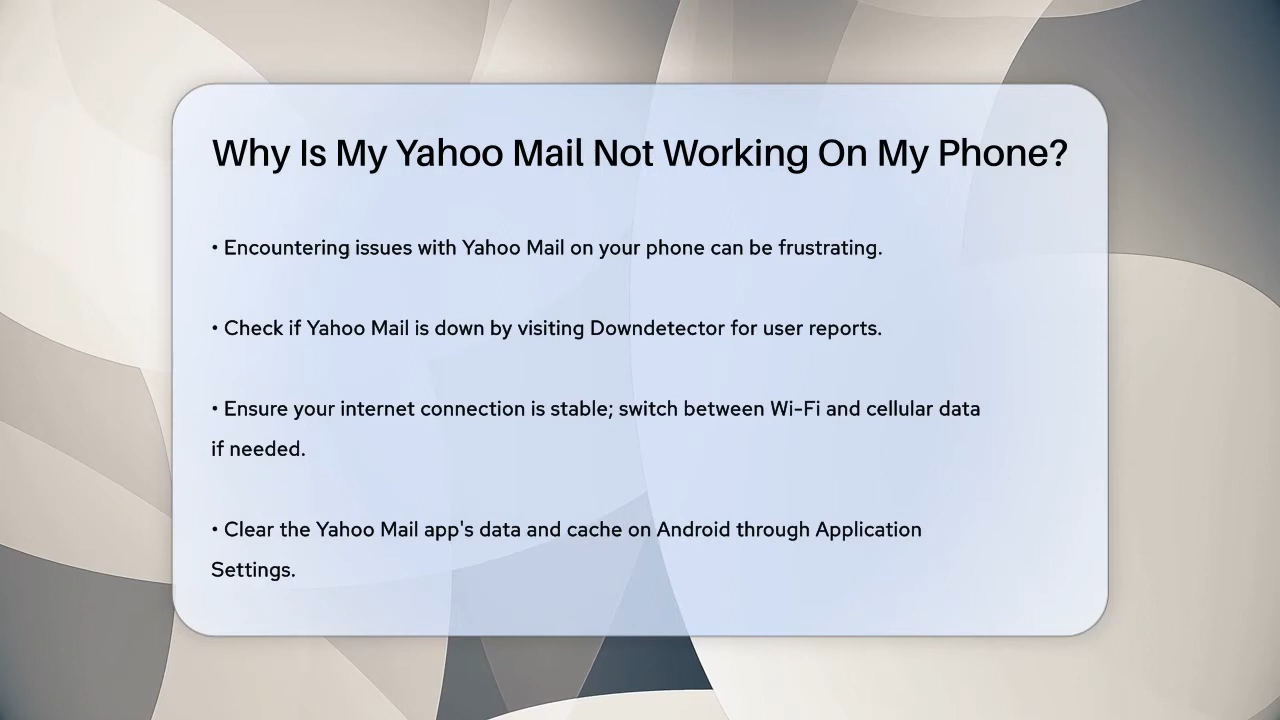 Why Is My Yahoo Mail Not Working On My Phone?
• Encountering issues with Yahoo Mail on your phone can be frustrating.
• Check if Yahoo Mail is down by visiting Downdetector for user reports.
• Ensure your internet connection is stable; switch between Wi-Fi and cellular data
if needed.
• Clear the Yahoo Mail app's data and cache on Android through Application
Settings.